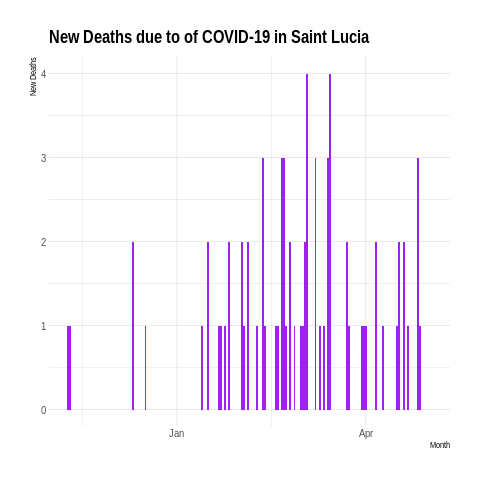 New Deaths due to of COVID-19 in Saint Lucia
New Deaths
4
3
2
1
0
Jan
Apr
Month